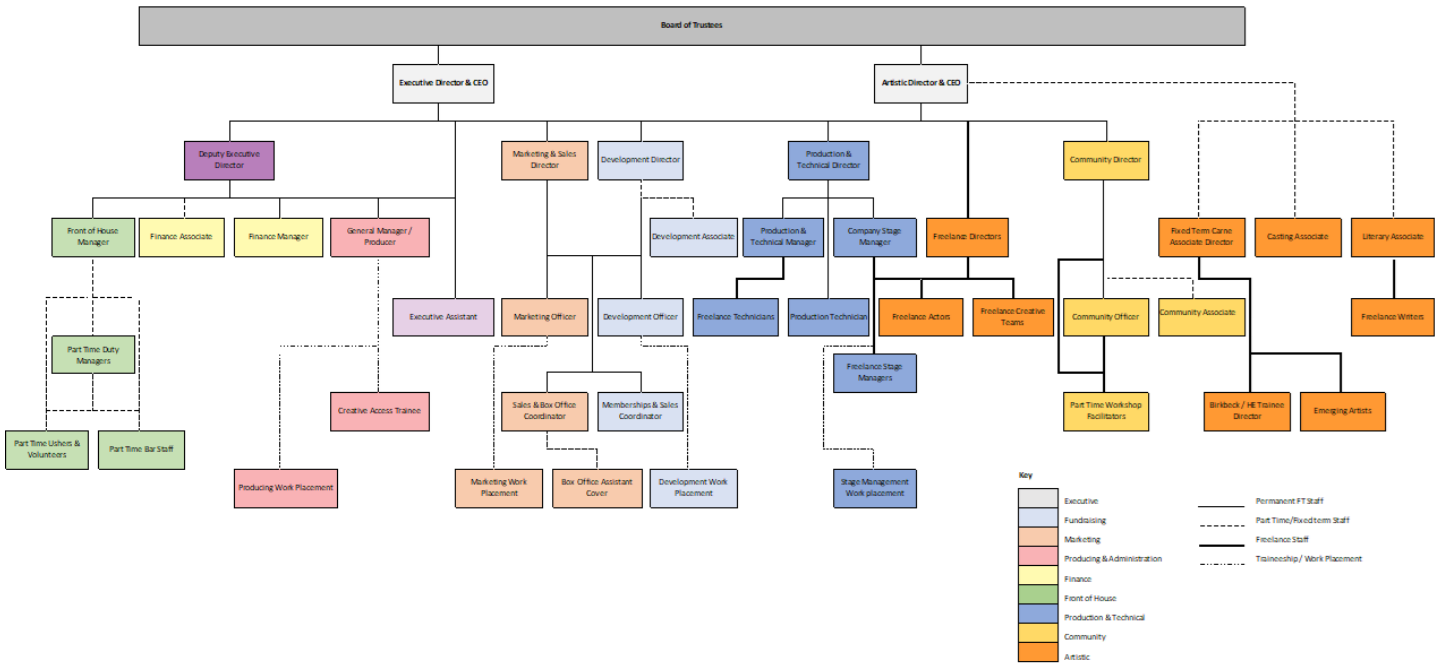 Board of Trustees
Executive Director & CEO
Artistic Director & CEO
Deputy Executive
Director
Marketing & Sales
Director
Development Director
Production &
Technical Director
Community Director
Front of House
Manager
Finance Associate
Finance Manager
General Manager /
Producer
Development Associate
Production &
Technical Manager
Company Stage
Manager
Freelance Directors
Fixed Term Carne
Associate Director
Casting Associate
Literary Associate
Executive Assistant
Marketing Officer
Development Officer
Freelance Technicians
Production Technician
Freelance Actors
Freelance Creative
Teams
Community Officer
Community Associate
Freelance Writers
Part Time Duty
Managers
Freelance Stage
Managers
Creative Access Trainee
Sales & Box Office
Coordinator
Memberships & Sales
Coordinator
Part Time Workshop
Facilitators
Birkbeck / HE Trainee
Director
Emerging Artists
Part Time Ushers &
Volunteers
Part Time Bar Staff
Producing Work Placement
Marketing Work
Placement
Box Office Assistant
Cover
Development Work
Placement
Stage Management
Work placement
Key
Executive
Fundraising
Marketing
Producing & Administration
Finance
Front of House
Production & Technical
Community
Artistic
Permanent FT Staff
Part Time/Fixed term Staff
Freelance Staff
Traineeship / Work Placement